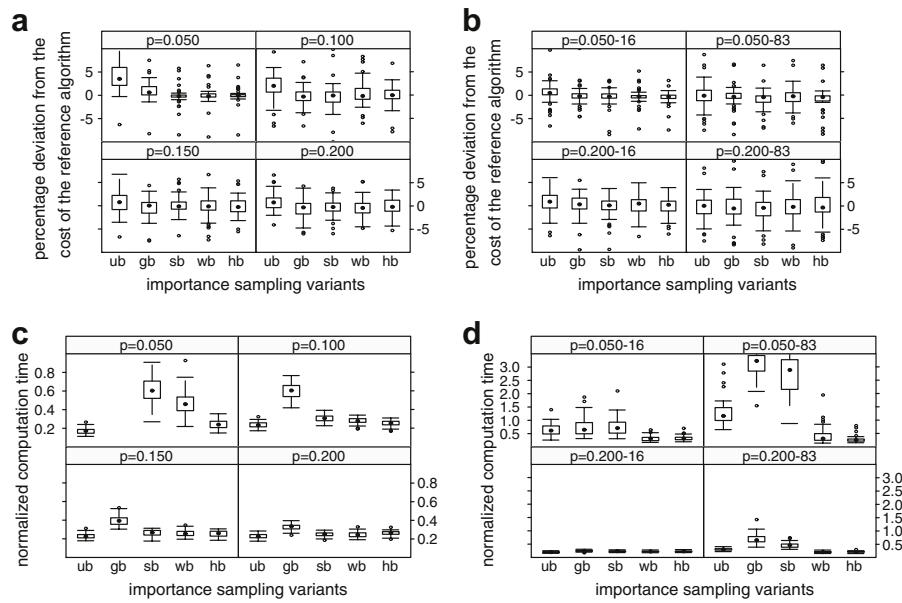 a
percentage deviation from the
cost of the reference algorithm
p=0.050
p=0.100
5
0
-5
p=0.150
p=0.200
5
0
-5
ub gb sb wb hb ub gb sb wb hb
importance sampling variants
b
percentage deviation from the
cost of the reference algorithm
p=0.050-16
p=0.050-83
5
0
-5
p=0.200-16
p=0.200-83
5
0
-5
ub gb sb wb hb ub gb sb wb hb
importance sampling variants
c
normalized computation time
p=0.050
p=0.100
0.8
0.6
0.4
0.2
p=0.150
p=0.200
0.8
0.6
0.4
0.2
ub gb sb wb hb ub gb sb wb hb
importance sampling variants
d
normalized computation time
p=0.050-16
p=0.050-83
3.0
2.5
2.0
1.5
1.0
0.5
p=0.200-16
p=0.200-83
3.0
2.5
2.0
1.5
1.0
0.5
ub gb sb wb hb ub gb sb wb hb
importance sampling variants